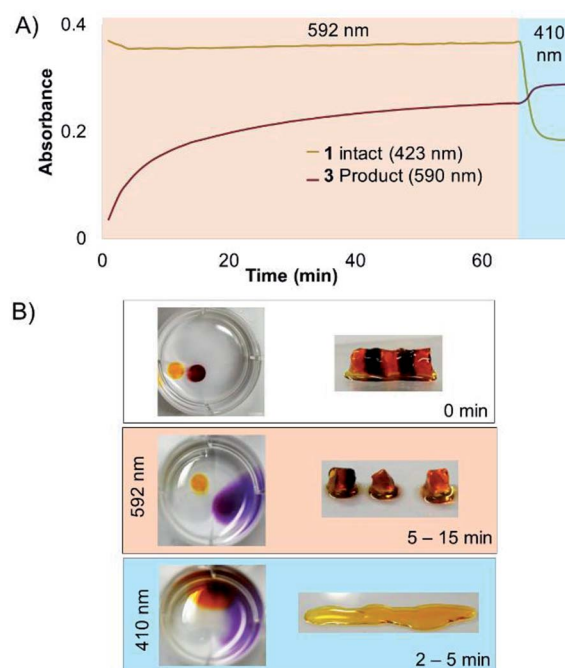 A)
0.4
592 nm
410
nm
Absorbance
0.2
1 intact (423 nm)
3 Product (590 nm)
0
0
20
40
60
Time (min)
B)
0 min
592 nm
5 – 15 min
410 nm
2 – 5 min